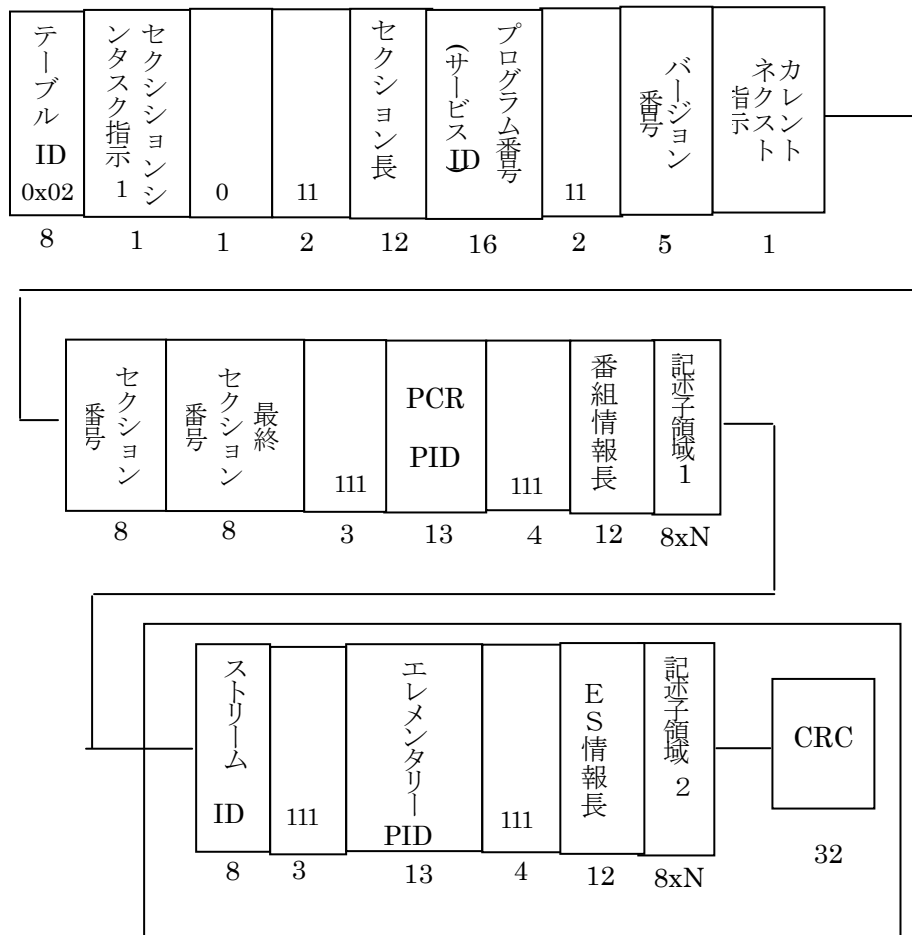 テーブル
ID
0x02
セクションシ
ンタスク指示
1
0
11
セクション長
プログラム番号
(サービス
ID
)
11
バージョン
番号
カレント
ネクスト
指示
8
1
1
2
12
16
2
5
1
セクション
番号
最終
セクション
番号
111
PCR
PID
111
番組情報長
記述子領域
1
8
8
3
13
4
12
8xN
ストリーム
ID
111
エレメンタリー
PID
111
ES情報長
記述子領域
2
CRC
8
3
13
4
12
8xN
32